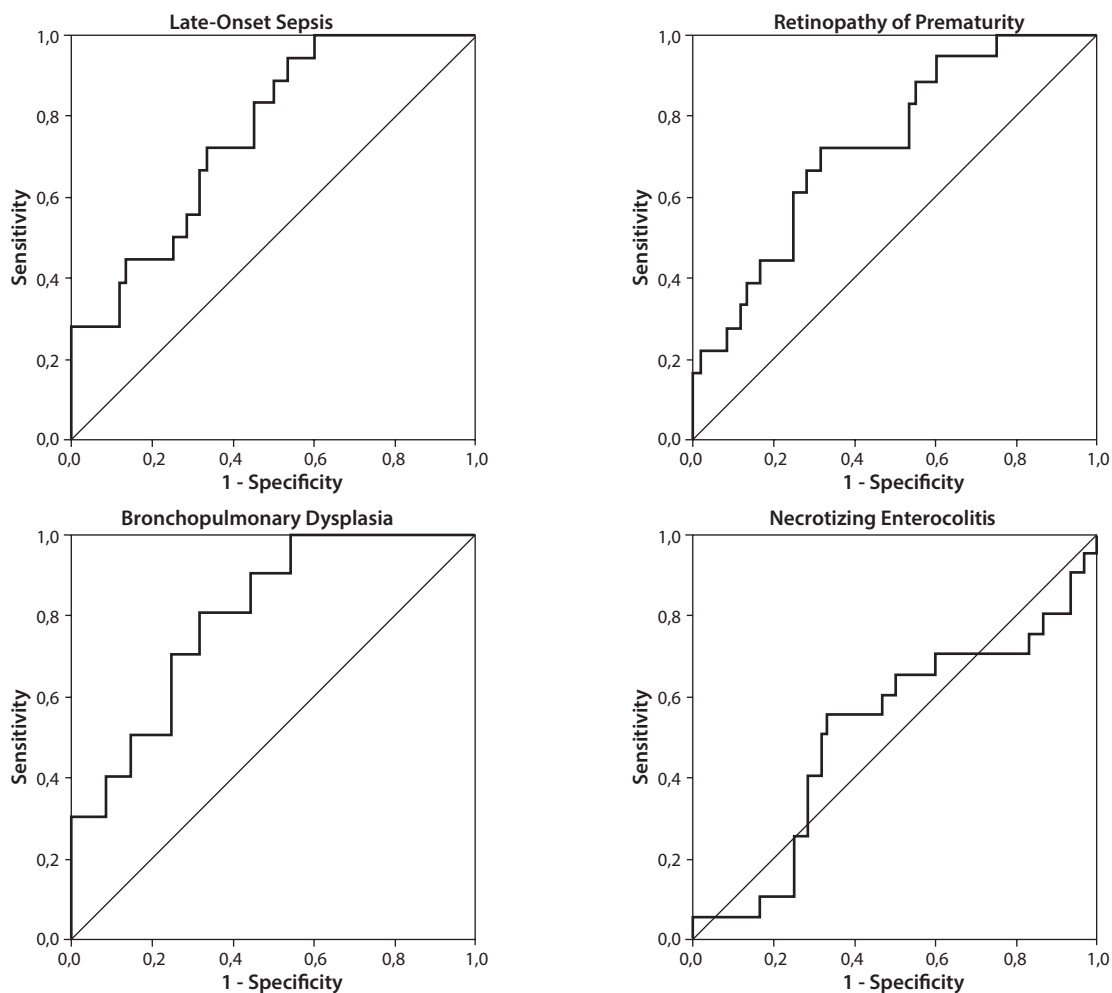 Late-Onset Sepsis
1,0
0,8
0,6
0,4
0,2
0,0
Sensitivity
0,0 0,2 0,4 0,6 0,8 1,0
1 - Specificity
Retinopathy of Prematurity
1,0
0,8
0,6
0,4
0,2
0,0
Sensitivity
0,0 0,2 0,4 0,6 0,8 1,0
1 - Specificity
Bronchopulmonary Dysplasia
1,0
0,8
0,6
0,4
0,2
0,0
Sensitivity
0,0 0,2 0,4 0,6 0,8 1,0
1 - Specificity
Necrotizing Enterocolitis
1,0
0,8
0,6
0,4
0,2
0,0
Sensitivity
0,0 0,2 0,4 0,6 0,8 1,0
1 - Specificity